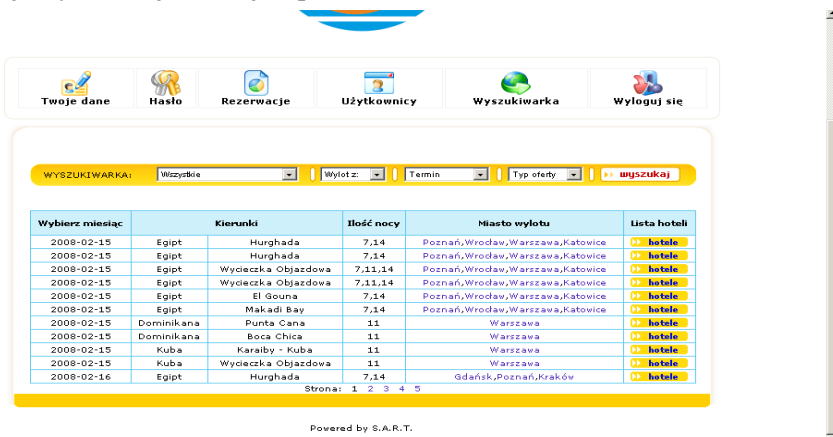 Twoje dane Hasło Rezerwacje Użytkownicy Wyszukiwarka Wyloguj się
WYSZUKIWARKA: Wszystkie Wylot z: Termin Typ oferty wyszukaj
Wybierz miesiąc Kierunki Ilość nocy Miasto wylotu Lista hoteli
2008-02-15 Egipt Hurghada 7,14 Poznań,Wrocław,Warszawa,Katowice hotele
2008-02-15 Egipt Hurghada 7,14 Poznań,Wrocław,Warszawa,Katowice hotele
2008-02-15 Egipt Wycieczka Objazdowa 7,11,14 Poznań,Wrocław,Warszawa,Katowice hotele
2008-02-15 Egipt Wycieczka Objazdowa 7,11,14 Poznań,Wrocław,Warszawa,Katowice hotele
2008-02-15 Egipt El Gouna 7,14 Poznań,Wrocław,Warszawa,Katowice hotele
2008-02-15 Egipt Makadi Bay 7,14 Poznań,Wrocław,Warszawa,Katowice hotele
2008-02-15 Dominikana Punta Cana 11 Warszawa hotele
2008-02-15 Dominikana Boca Chica 11 Warszawa hotele
2008-02-15 Kuba Karaiby - Kuba 11 Warszawa hotele
2008-02-15 Kuba Wycieczka Objazdowa 11 Warszawa hotele
2008-02-16 Egipt Hurghada 7,14 Gdańsk,Poznań,Kraków hotele
Strona: 1 2 3 4 5
Powered by S.A.R.T.